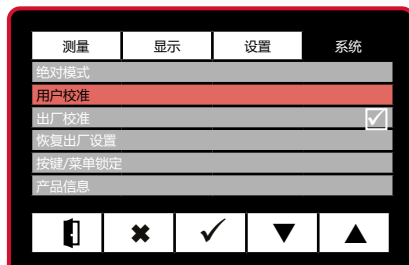 测量 显示 设置 系统
绝对模式
用户校准
出厂校准
恢复出厂设置
按键/菜单锁定
产品信息